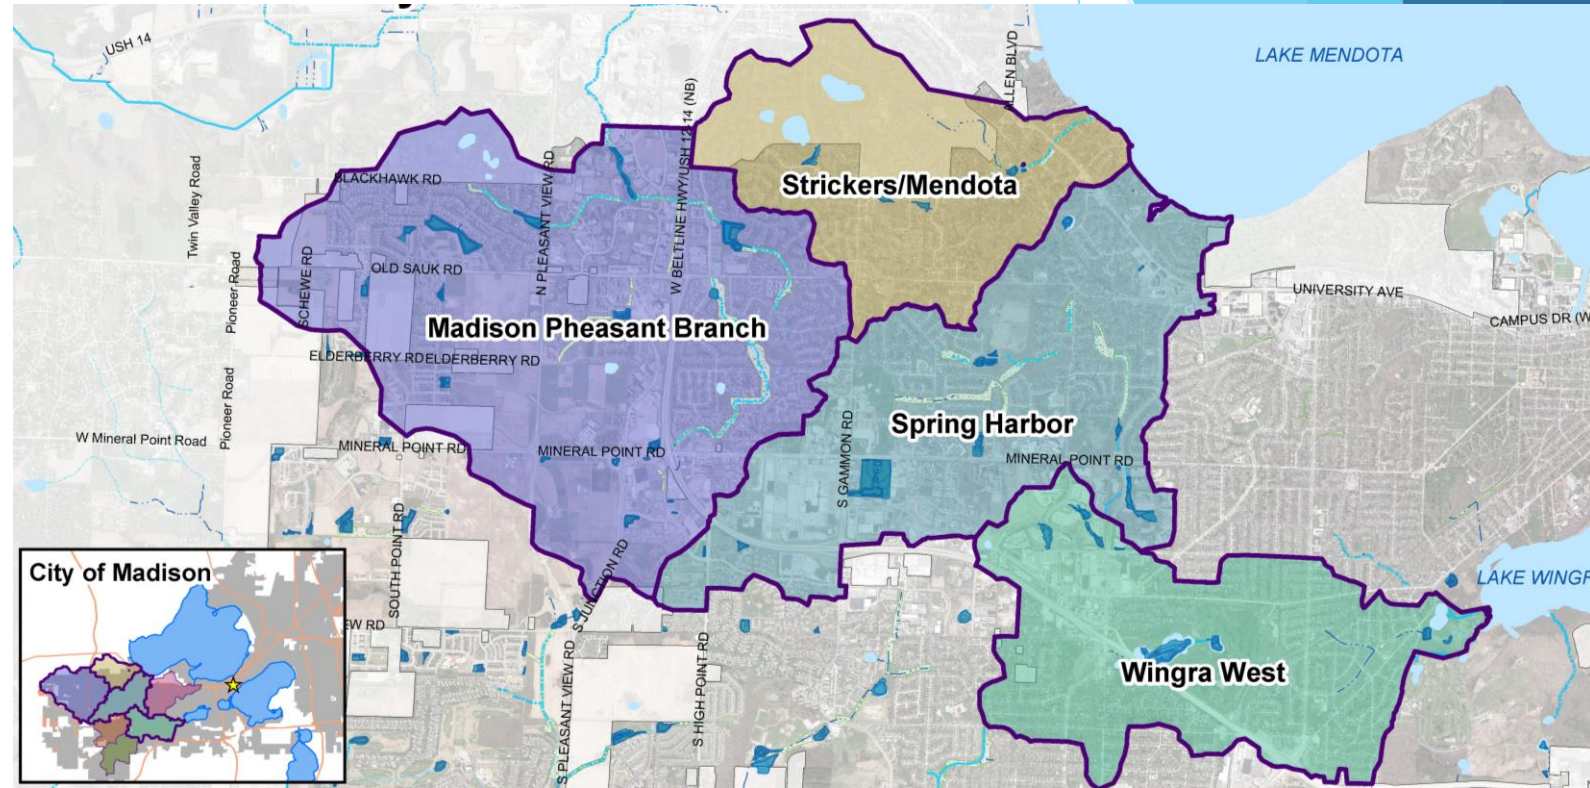 USH 14
ALLEN BLVD
LAKE MENDOTA
W BELTLINE HWY/USH 12-14 (NB)
Twin Valley Road
BLACKHAWK RD
N PLEASANT VIEW RD
Strickers/Mendota
Pioneer Road
SCHEWE RD
OLD SAUK RD
UNIVERSITY AVE
CAMPUS DR (W
Madison Pheasant Branch
ELDERBERRY RD
ELDERBERRY RD
Pioneer Road
W Mineral Point Road
MINERAL POINT RD
MINERAL POINT RD
S GAMMON RD
Spring Harbor
MINERAL POINT RD
SOUTH POINT RD
S JUNCTION RD
City of Madison
EW RD
S PLEASANT VIEW RD
S HIGH POINT RD
LAKE WINGR
Wingra West